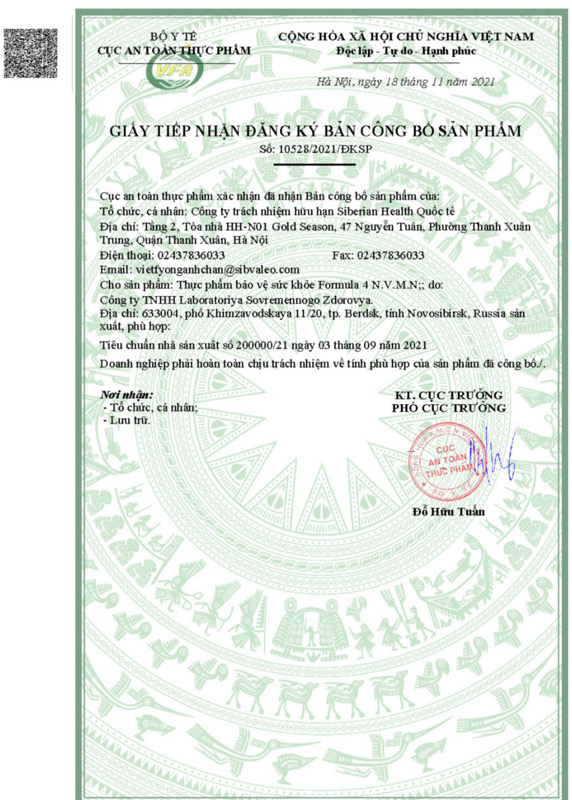 BỘ Y TẾ
CỤC AN TOÀN THỰC PHẨM
VFA
CỘNG HÒA XÃ HỘI CHỦ NGHĨA VIỆT NAM
Độc lập - Tự do - Hạnh phúc
Hà Nội, ngày 18 tháng 11 năm 2021
GIẤY TIẾP NHẬN ĐĂNG KÝ BẢN CÔNG BỐ SẢN PHẨM
Số: 10528/2021/ĐKSP
Cục an toàn thực phẩm xác nhận đã nhận Bản công bố sản phẩm của:
Tổ chức, cá nhân: Công ty trách nhiệm hữu hạn Siberian Health Quốc tế
Địa chỉ: Tầng 2, Tòa nhà HH-N01 Gold Season, 47 Nguyễn Tuân, Phường Thanh Xuân
Trung, Quận Thanh Xuân, Hà Nội
Điện thoại: 02437836033 Fax: 02437836033
Email: vietfyonganhchan@sibvaleo.com
Cho sản phẩm: Thực phẩm bảo vệ sức khỏe Formula 4 N.V.M.N;; do:
Công ty TNHH Laboratoriya Sovremennogo Zdorovya.
Địa chỉ: 633004, phố Khimzavodskaya 11/20, tp. Berdsk, tỉnh Novosibirsk, Russia sản
xuất, phù hợp:
Tiêu chuẩn nhà sản xuất số 200000/21 ngày 03 tháng 09 năm 2021
Doanh nghiệp phải hoàn toàn chịu trách nhiệm về tính phù hợp của sản phẩm đã công bố./.
Nơi nhận:
- Tổ chức, cá nhân;
- Lưu trữ.
KT. CỤC TRƯỞNG
PHÓ CỤC TRƯỞNG
CỤC
AN TOÀN
THỰC PHẨM
Đỗ Hữu Tuấn